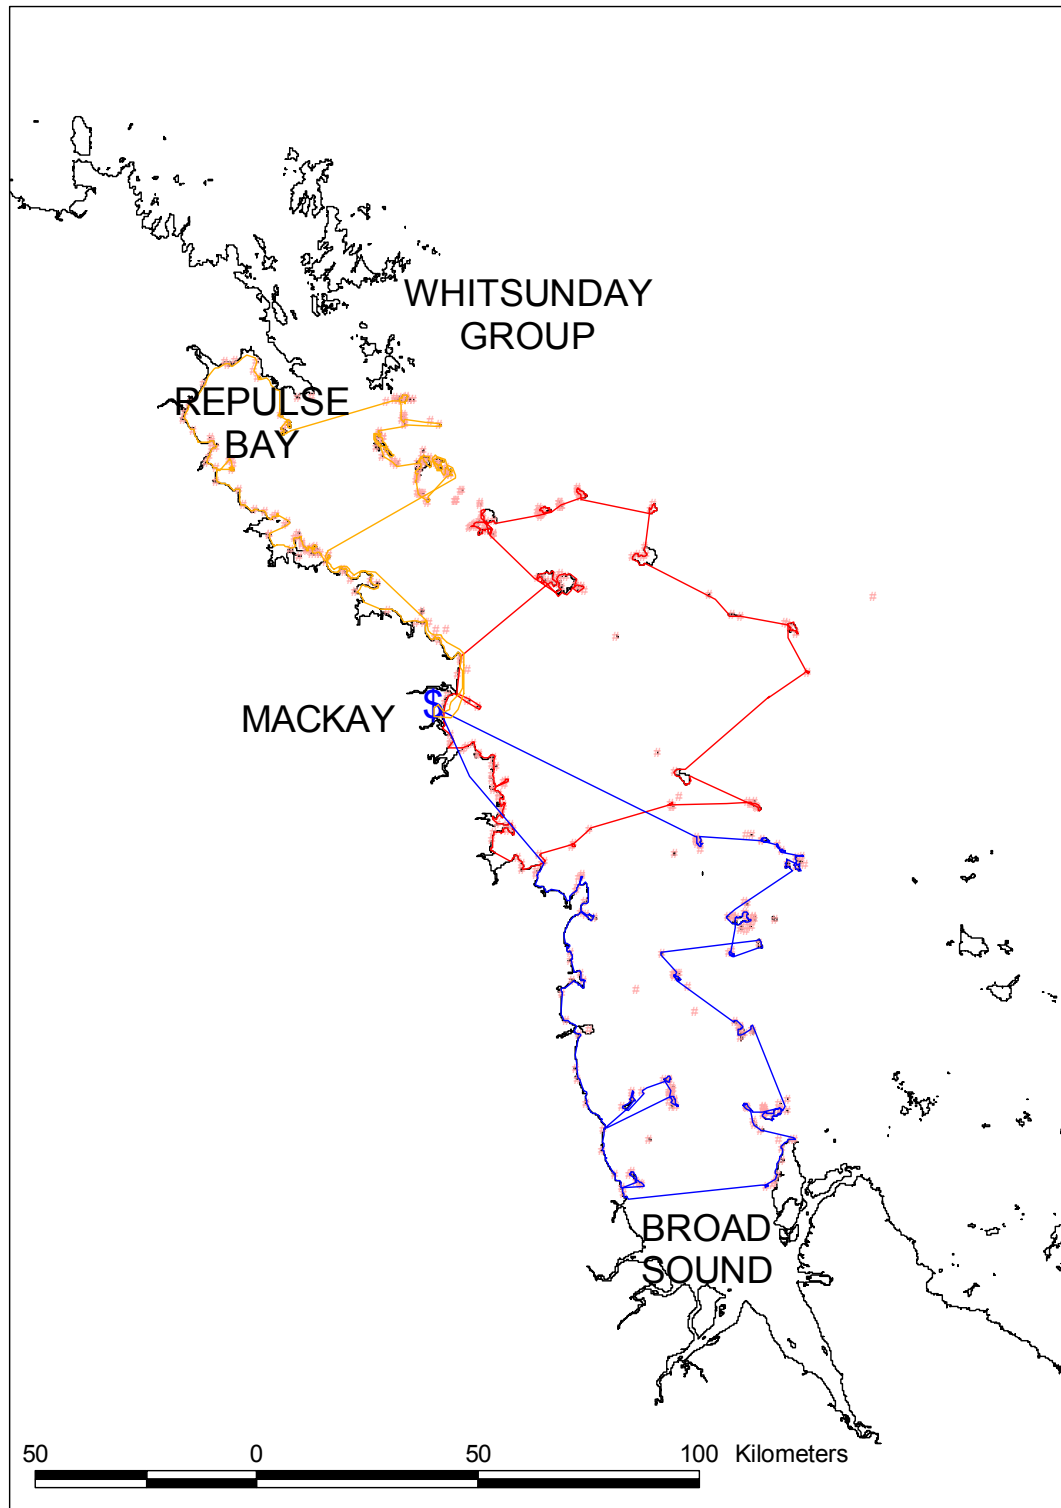 WHITSUNDAY
GROUP
REPULSE
BAY
MACKAY
$
BROAD
SOUND
50 0 50 100 Kilometers